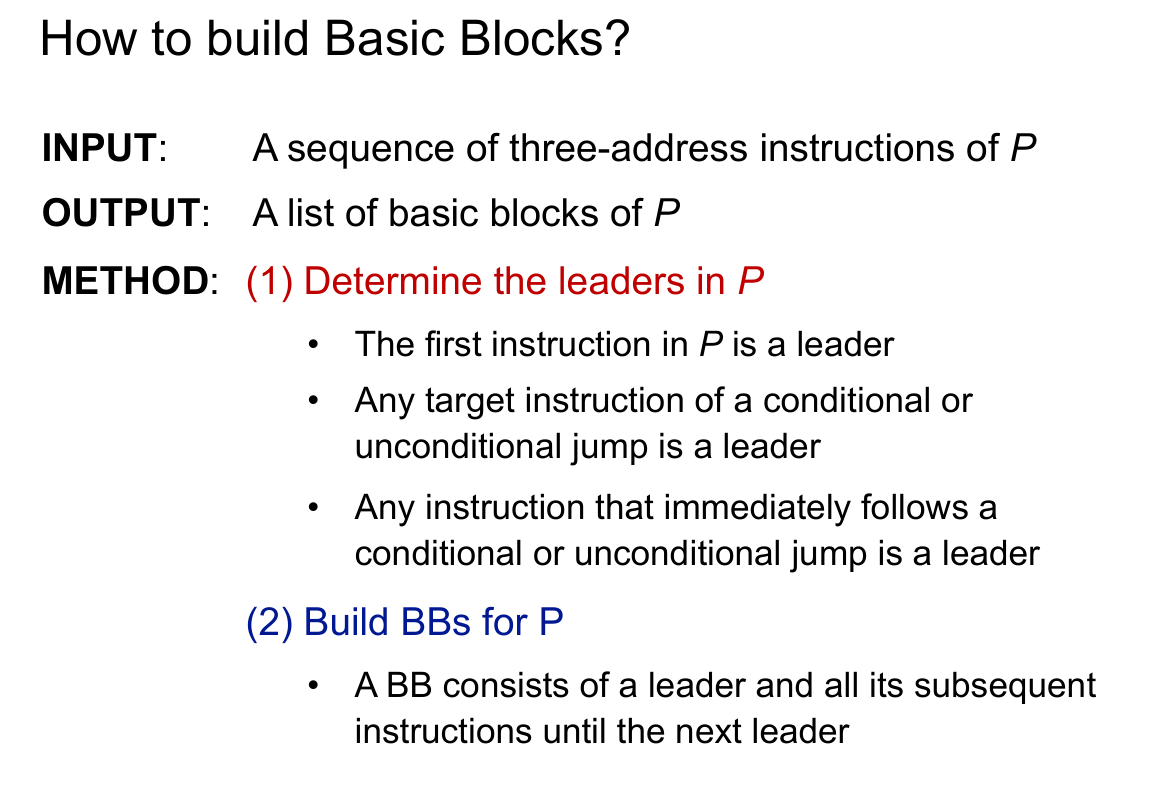 How to build Basic Blocks?
INPUT: A sequence of three-address instructions of P
OUTPUT: A list of basic blocks of P
METHOD: (1) Determine the leaders in P
• The first instruction in P is a leader
• Any target instruction of a conditional or
unconditional jump is a leader
• Any instruction that immediately follows a
conditional or unconditional jump is a leader
(2) Build BBs for P
• A BB consists of a leader and all its subsequent
instructions until the next leader